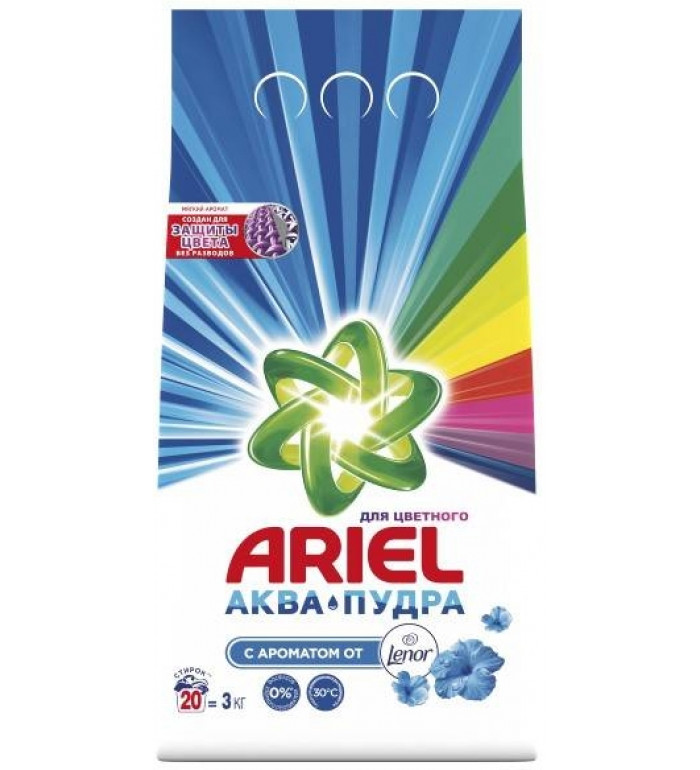 МЯГКИЙ АРОМАТ
СОЗДАН ДЛЯ
ЗАЩИТЫ
ЦВЕТА
БЕЗ РАЗВОДОВ
ДЛЯ ЦВЕТНОГО
ARIEL
АКВА ПУДРА
С АРОМАТОМ ОТ
Lenor
СТИРОК
20 = 3 КГ
0%
30°C